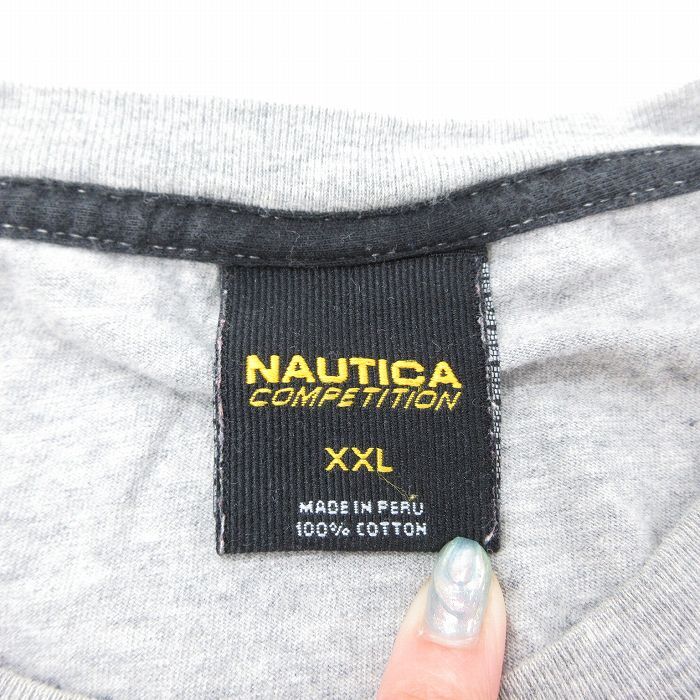 NAUTICA
COMPETITION
XXL
MADE IN PERU
100% COTTON